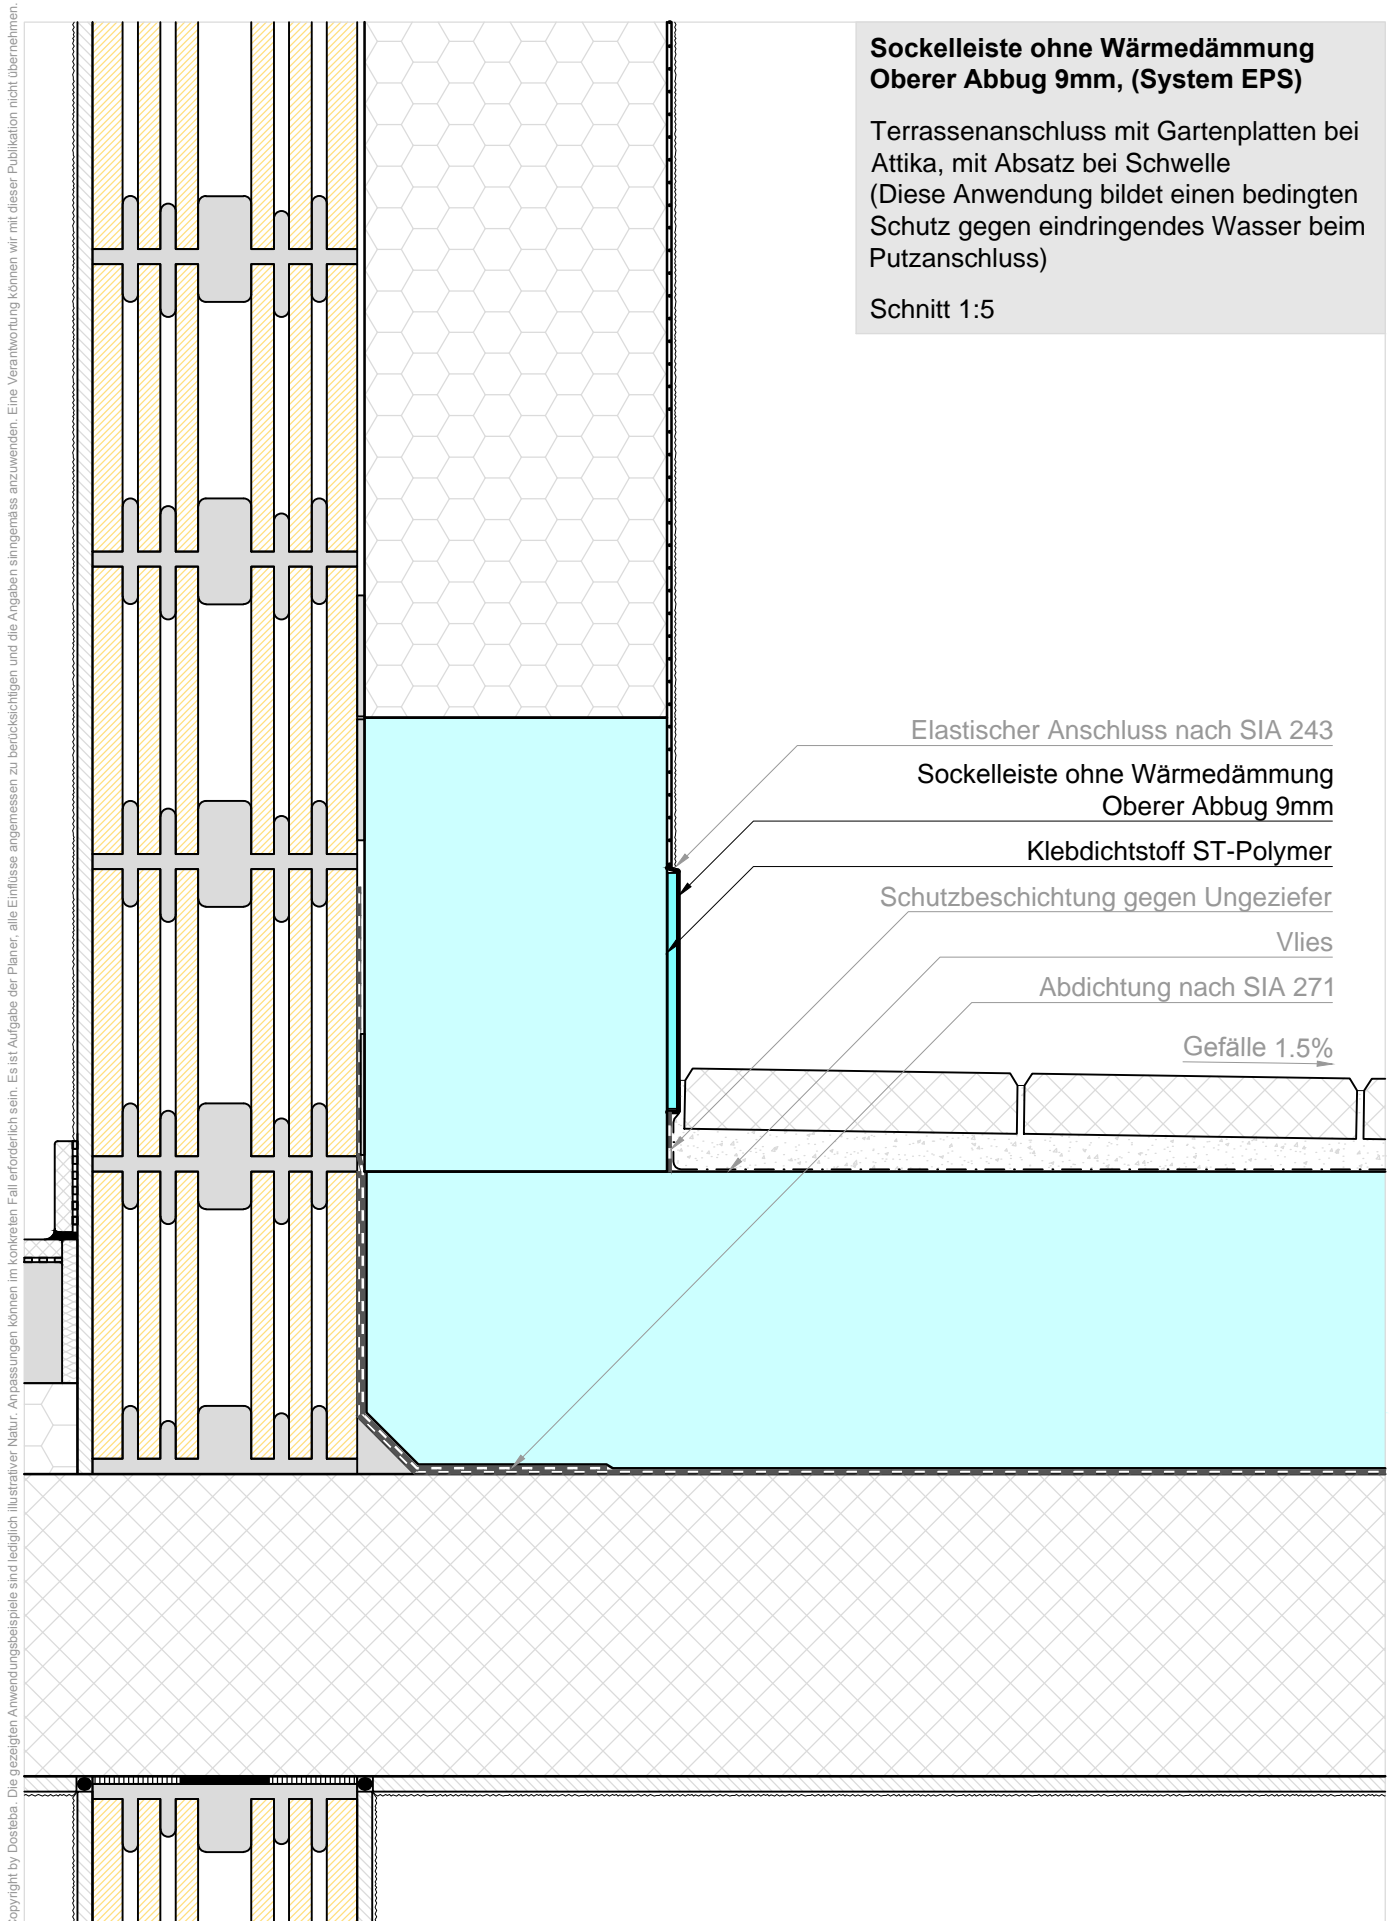 Sockelleiste ohne Wärmedämmung
Oberer Abbug 9mm, (System EPS)
Terrassenanschluss mit Gartenplatten bei
Attika, mit Absatz bei Schwelle
(Diese Anwendung bildet einen bedingten
Schutz gegen eindringendes Wasser beim
Putzanschluss)
Schnitt 1:5
Elastischer Anschluss nach SIA 243
Sockelleiste ohne Wärmedämmung
Oberer Abbug 9mm
Klebdichtstoff ST-Polymer
Schutzbeschichtung gegen Ungeziefer
Vlies
Abdichtung nach SIA 271
Gefälle 1.5%
Copyright by Dosteba. Die gezeigten Anwendungsbeispiele sind lediglich illustrativer Natur. Anpassungen können im konkreten Fall erforderlich sein. Es ist Aufgabe der Planer, alle Einflüsse angemessen zu berücksichtigen und die Angaben sinngemäss anzuwenden. Eine Verantwortung können wir mit dieser Publikation nicht übernehmen.